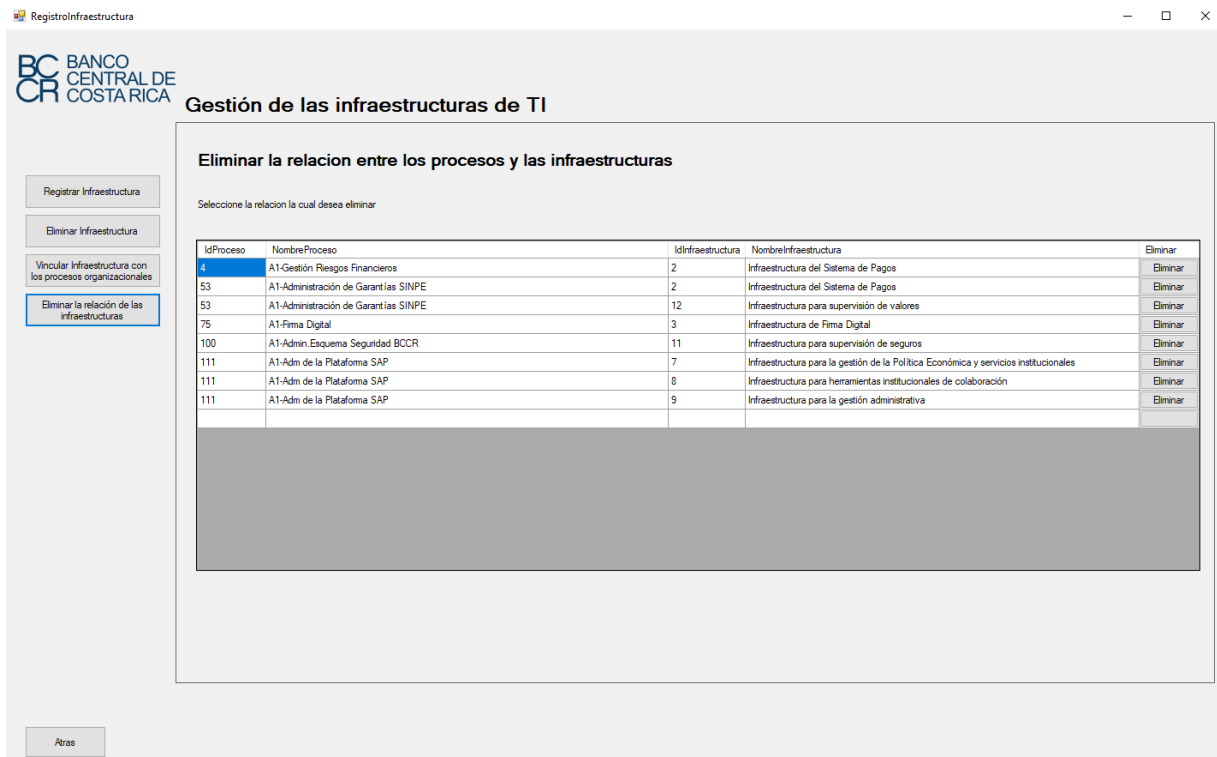 RegistroInfraestructura
BC BANCO
CENTRAL DE
CR COSTA RICA
Gestión de las infraestructuras de TI
Eliminar la relacion entre los procesos y las infraestructuras
Registrar Infraestructura
Seleccione la relacion la cual desea eliminar
Eliminar Infraestructura
Vincular Infraestructura con
los procesos organizacionales
Eliminar la relación de las
infraestructuras
IdProceso NombreProceso IdInfraestructura NombreInfraestructura Eliminar
4 A1-Gestión Riesgos Financieros 2 Infraestructura del Sistema de Pagos Eliminar
53 A1-Administración de Garantías SINPE 2 Infraestructura del Sistema de Pagos Eliminar
53 A1-Administración de Garantías SINPE 12 Infraestructura para supervisión de valores Eliminar
75 A1-Firma Digital 3 Infraestructura de Firma Digital Eliminar
100 A1-Admin.Esquema Seguridad BCCR 11 Infraestructura para supervisión de seguros Eliminar
111 A1-Adm de la Plataforma SAP 7 Infraestructura para la gestión de la Política Económica y servicios institucionales Eliminar
111 A1-Adm de la Plataforma SAP 8 Infraestructura para herramientas institucionales de colaboración Eliminar
111 A1-Adm de la Plataforma SAP 9 Infraestructura para la gestión administrativa Eliminar
Atras